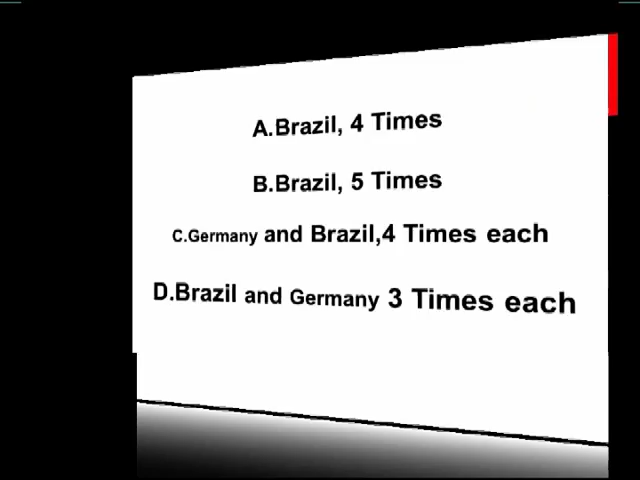 A.Brazil, 4 Times
B.Brazil, 5 Times
C.Germany and Brazil,4 Times each
D.Brazil and Germany 3 Times each